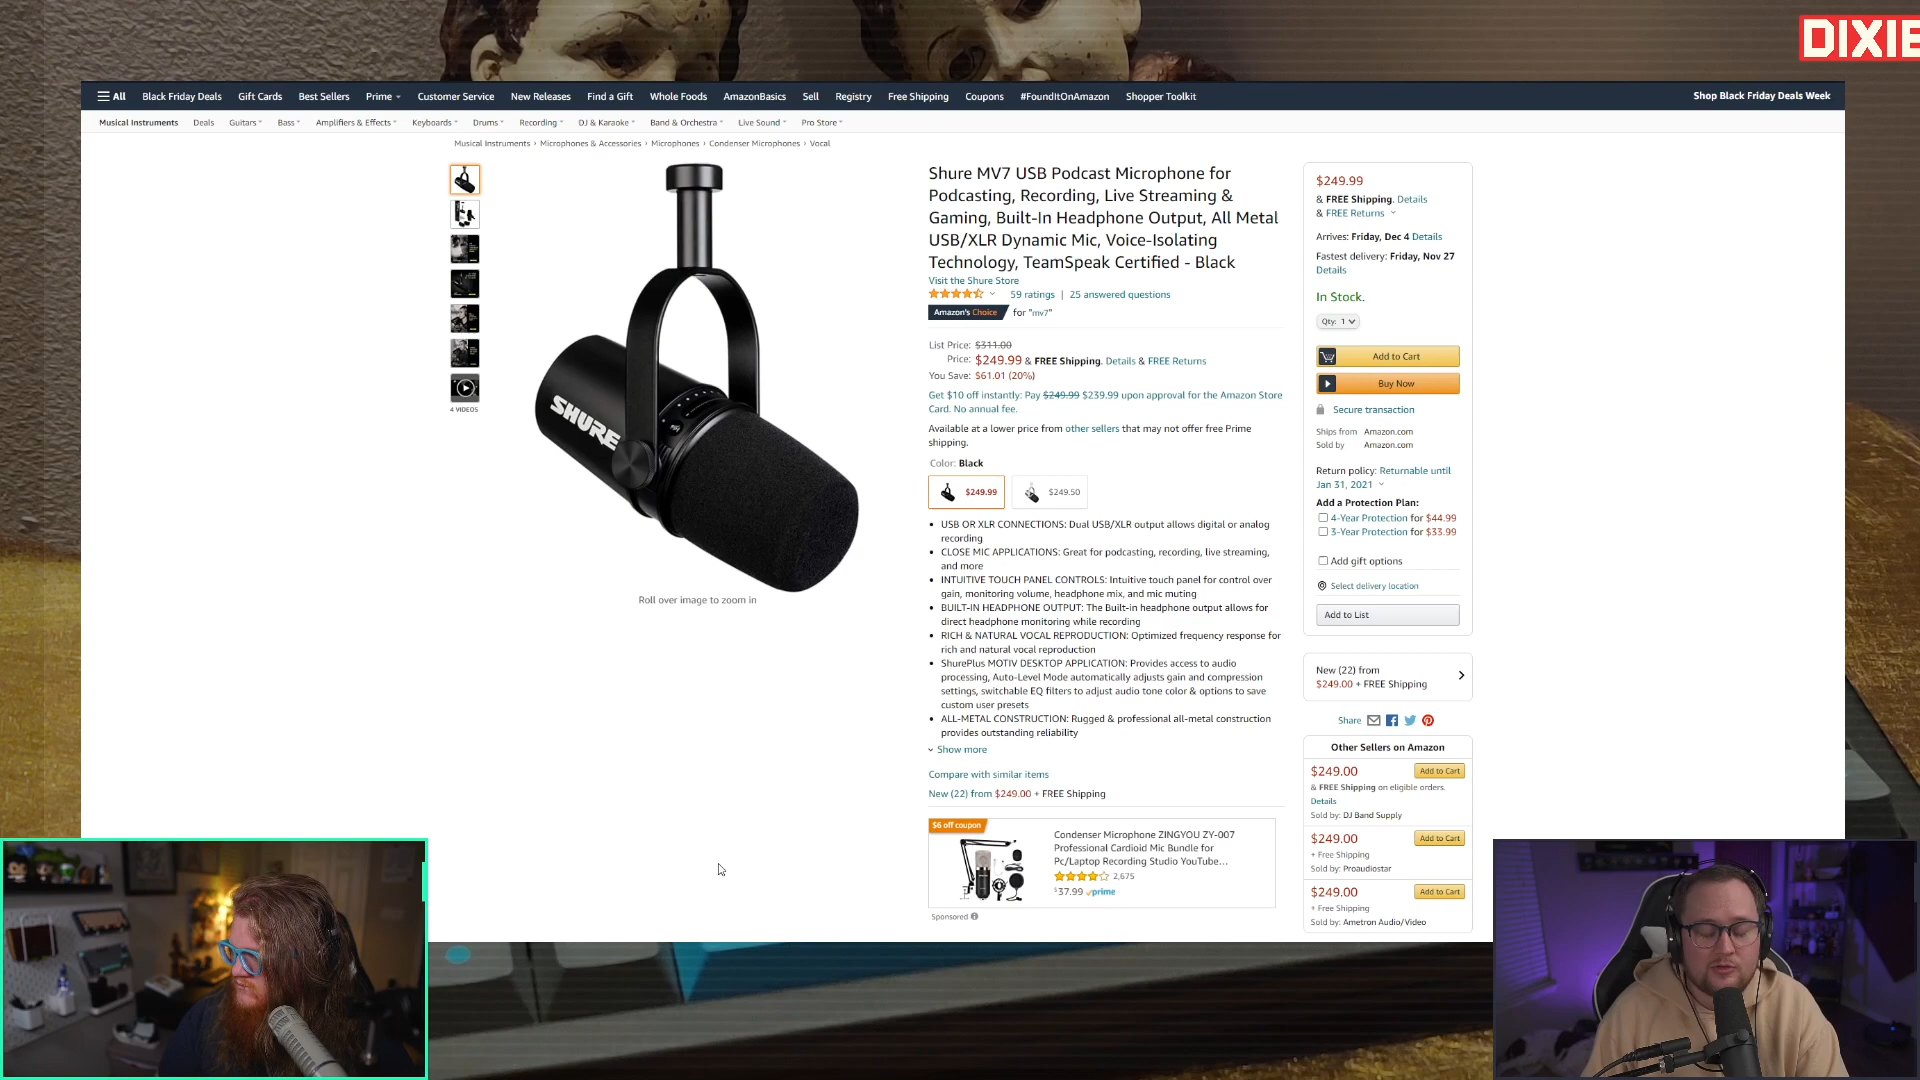 DIXIE
All Black Friday Deals Gift Cards Best Sellers Prime Customer Service New Releases Find a Gift Whole Foods AmazonBasics Sell Registry Free Shipping Coupons #FoundItOnAmazon Shopper Toolkit Shop Black Friday Deals Week
Musical Instruments Deals Guitars Bass Amplifiers & Effects Keyboards Drums Recording DJ & Karaoke Band & Orchestra Live Sound Pro Store
Musical Instruments › Microphones & Accessories › Microphones › Condenser Microphones › Vocal
4 VIDEOS
SHURE
Roll over image to zoom in
Shure MV7 USB Podcast Microphone for
Podcasting, Recording, Live Streaming &
Gaming, Built-In Headphone Output, All Metal
USB/XLR Dynamic Mic, Voice-Isolating
Technology, TeamSpeak Certified - Black
Visit the Shure Store
59 ratings | 25 answered questions
Amazon's Choice for "mv7"
List Price: $311.00
Price: $249.99 & FREE Shipping. Details & FREE Returns
You Save: $61.01 (20%)
Get $10 off instantly: Pay $249.99 $239.99 upon approval for the Amazon Store
Card. No annual fee.
Available at a lower price from other sellers that may not offer free Prime
shipping.
Color: Black
$249.99 $249.50
• USB OR XLR CONNECTIONS: Dual USB/XLR output allows digital or analog
recording
• CLOSE MIC APPLICATIONS: Great for podcasting, recording, live streaming,
and more
• INTUITIVE TOUCH PANEL CONTROLS: Intuitive touch panel for control over
gain, monitoring volume, headphone mix, and mic muting
• BUILT-IN HEADPHONE OUTPUT: The Built-in headphone output allows for
direct headphone monitoring while recording
• RICH & NATURAL VOCAL REPRODUCTION: Optimized frequency response for
rich and natural vocal reproduction
• ShurePlus MOTIV DESKTOP APPLICATION: Provides access to audio
processing, Auto-Level Mode automatically adjusts gain and compression
settings, switchable EQ filters to adjust audio tone color & options to save
custom user presets
• ALL-METAL CONSTRUCTION: Rugged & professional all-metal construction
provides outstanding reliability
Show more
Compare with similar items
New (22) from $249.00 + FREE Shipping
$6 off coupon
Condenser Microphone ZINGYOU ZY-007
Professional Cardioid Mic Bundle for
Pc/Laptop Recording Studio YouTube...
2,675
$37.99 prime
Sponsored
$249.99
& FREE Shipping. Details
& FREE Returns
Arrives: Friday, Dec 4 Details
Fastest delivery: Friday, Nov 27
Details
In Stock.
Qty: 1
Add to Cart
Buy Now
Secure transaction
Ships from Amazon.com
Sold by Amazon.com
Return policy: Returnable until
Jan 31, 2021
Add a Protection Plan:
4-Year Protection for $44.99
3-Year Protection for $33.99
Add gift options
Select delivery location
Add to List
New (22) from
$249.00 + FREE Shipping
Share
Other Sellers on Amazon
$249.00 Add to Cart
& FREE Shipping on eligible orders.
Details
Sold by: DJ Band Supply
$249.00 Add to Cart
+ Free Shipping
Sold by: Proaudiostar
$249.00 Add to Cart
+ Free Shipping
Sold by: Ametron Audio/Video